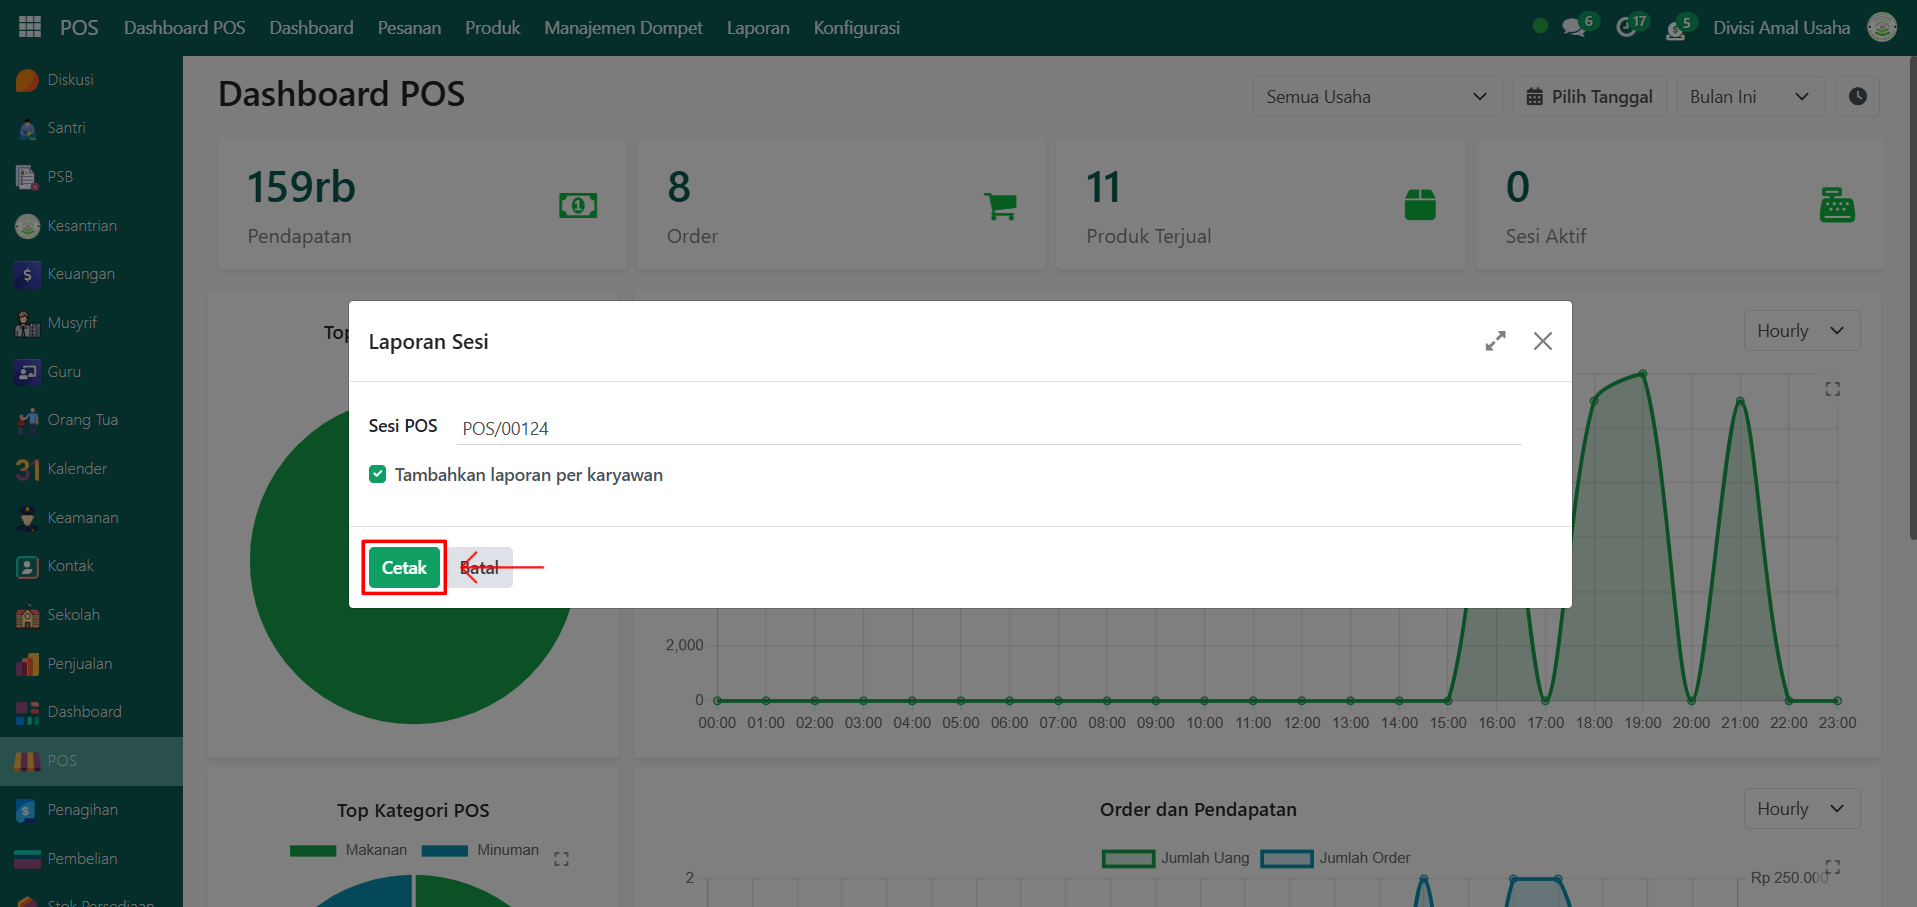 POS Dashboard POS Dashboard Pesanan Produk Manajemen Dompet Laporan Konfigurasi 6 17 5 Divisi Amal Usaha
Diskusi
Santri
PSB
Kesantrian
Keuangan
Musyrif
Guru
Orang Tua
31 Kalender
Keamanan
Kontak
Sekolah
Penjualan
Dashboard
POS
Penagihan
Pembelian
Stok Persediaan
Dashboard POS
Semua Usaha
Pilih Tanggal
Bulan Ini
159rb
Pendapatan
8
Order
11
Produk Terjual
0
Sesi Aktif
Top
Hourly
Laporan Sesi
Sesi POS POS/00124
Tambahkan laporan per karyawan
Cetak Batal
2,000
0
00:00 01:00 02:00 03:00 04:00 05:00 06:00 07:00 08:00 09:00 10:00 11:00 12:00 13:00 14:00 15:00 16:00 17:00 18:00 19:00 20:00 21:00 22:00 23:00
Top Kategori POS
Makanan Minuman
Order dan Pendapatan
Hourly
Jumlah Uang Jumlah Order
2
Rp 250.000